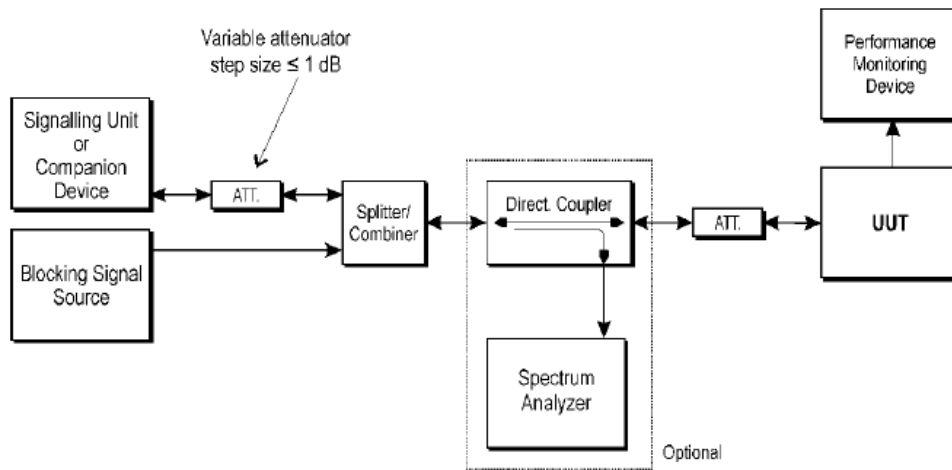 Variable attenuator
step size ≤ 1 dB
Performance
Monitoring
Device
Signalling Unit
or
Companion
Device
ATT.
Splitter/
Combiner
Direct. Coupler
ATT.
UUT
Blocking Signal
Source
Spectrum
Analyzer
Optional